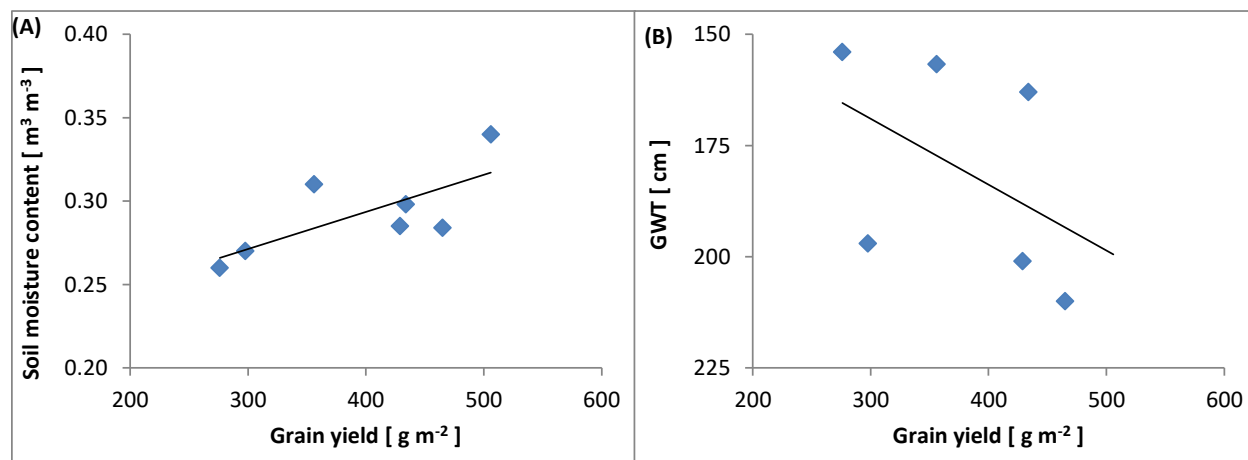 (A)
Soil moisture content [ m³ m⁻³ ]
0.40
0.35
0.30
0.25
0.20
200 300 400 500 600
Grain yield [ g m⁻² ]
(B)
GWT [ cm ]
150
175
200
225
200 300 400 500 600
Grain yield [ g m⁻² ]